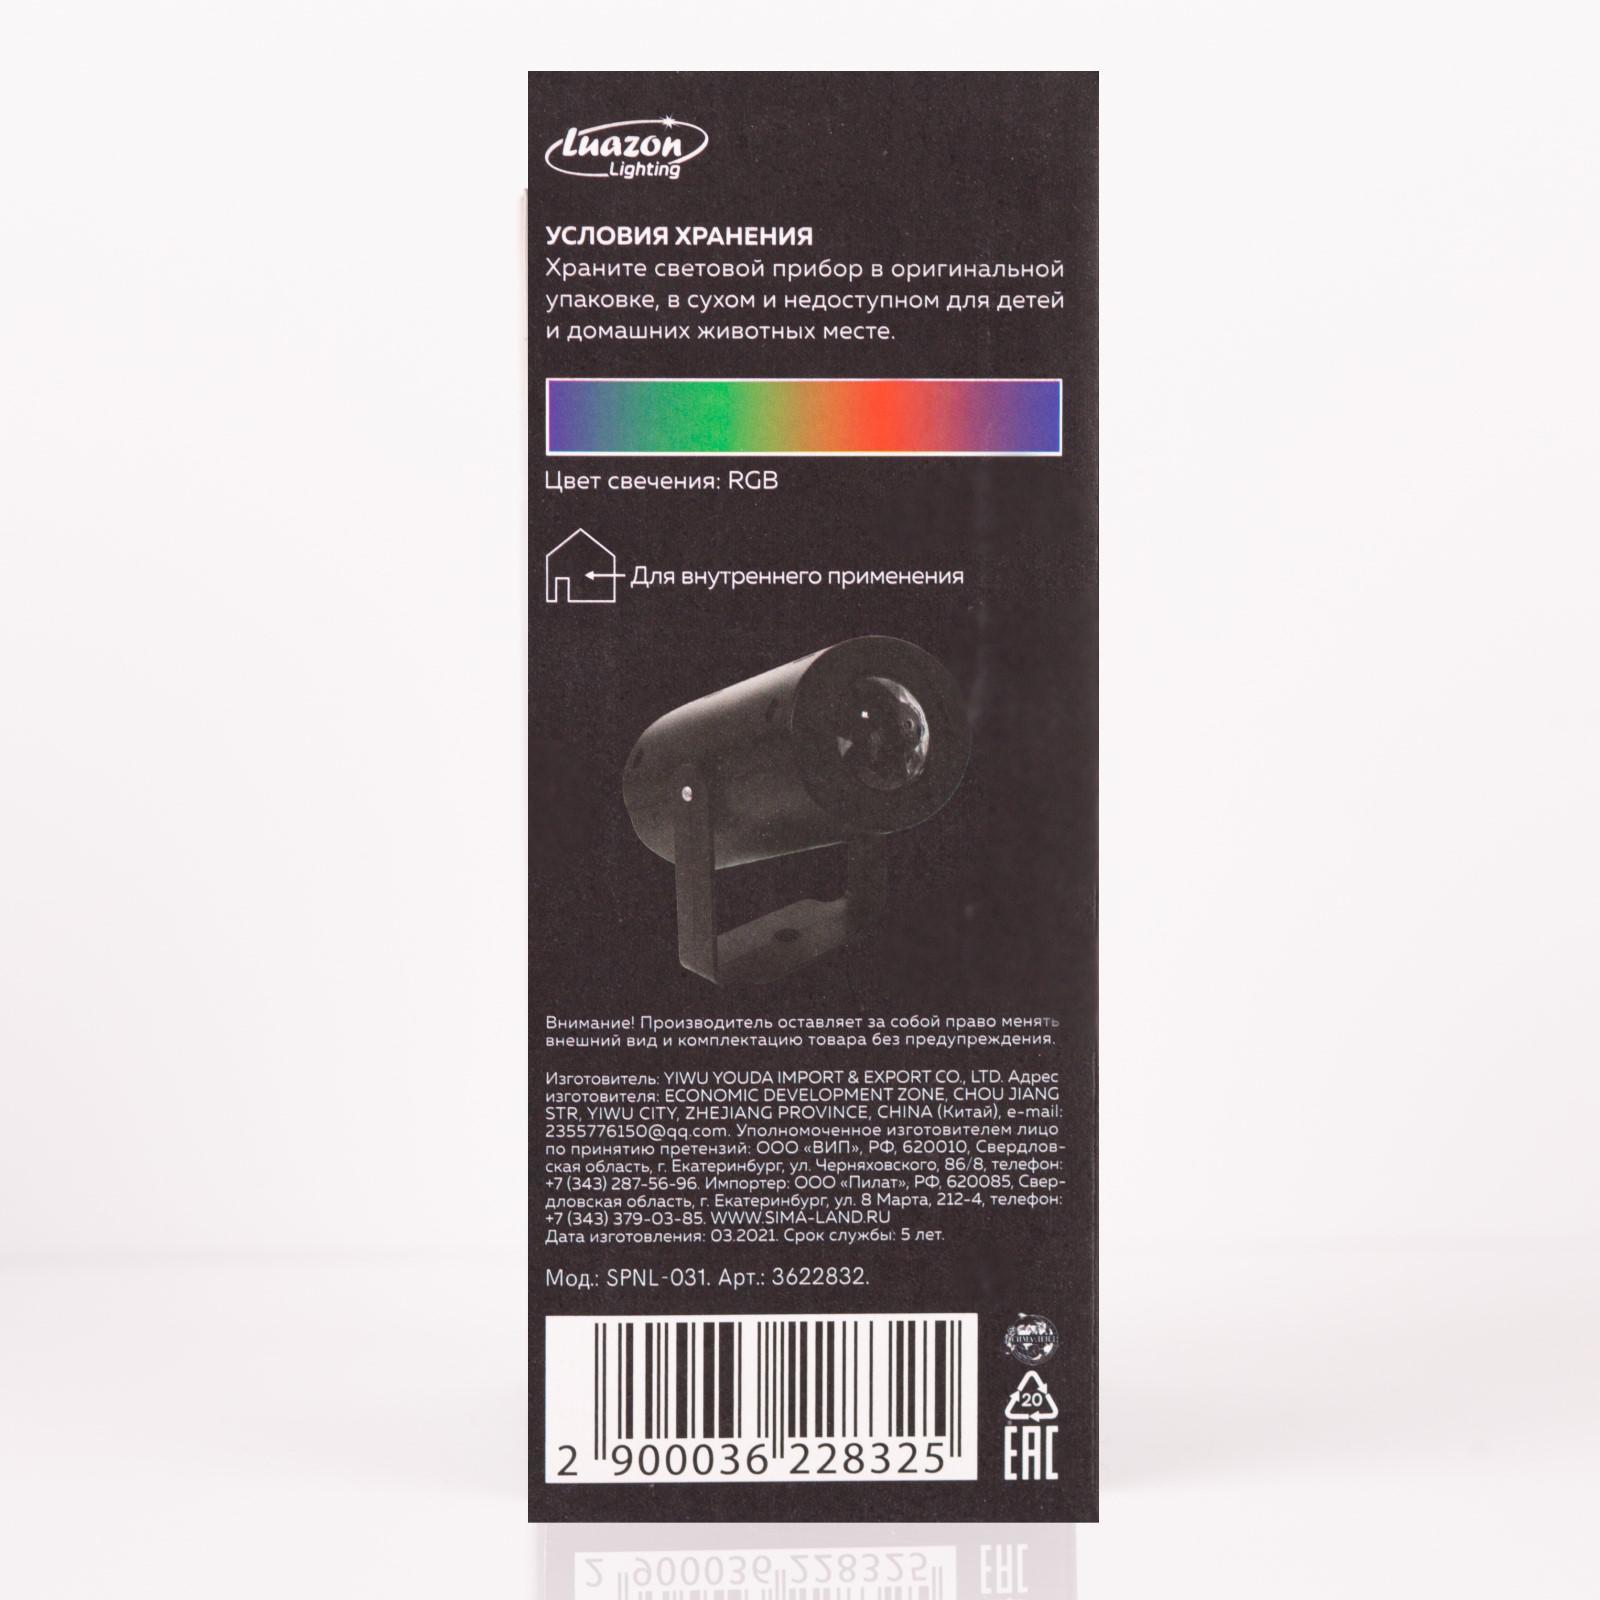 Luazon
Lighting
УСЛОВИЯ ХРАНЕНИЯ
Храните световой прибор в оригинальной
упаковке, в сухом и недоступном для детей
и домашних животных месте.
Цвет свечения: RGB
Для внутреннего применения
Внимание! Производитель оставляет за собой право менять
внешний вид и комплектацию товара без предупреждения.
Изготовитель: YIWU YOUDA IMPORT & EXPORT CO., LTD. Адрес
изготовителя: ECONOMIC DEVELOPMENT ZONE, CHOU JIANG
STR, YIWU CITY, ZHEJIANG PROVINCE, CHINA (Китай), e-mail:
2355776150@qq.com. Уполномоченное изготовителем лицо
по принятию претензий: ООО «ВИП», РФ, 620010, Свердлов-
ская область, г. Екатеринбург, ул. Черняховского, 86/8, телефон:
+7 (343) 287-56-96. Импортер: ООО «Пилат», РФ, 620085, Свер-
дловская область, г. Екатеринбург, ул. 8 Марта, 212-4, телефон:
+7 (343) 379-03-85. WWW.SIMA-LAND.RU
Дата изготовления: 03.2021. Срок службы: 5 лет.
Мод.: SPNL-031. Арт.: 3622832.
СИМА-ЛЕНД
20
EAC
2 900036 228325